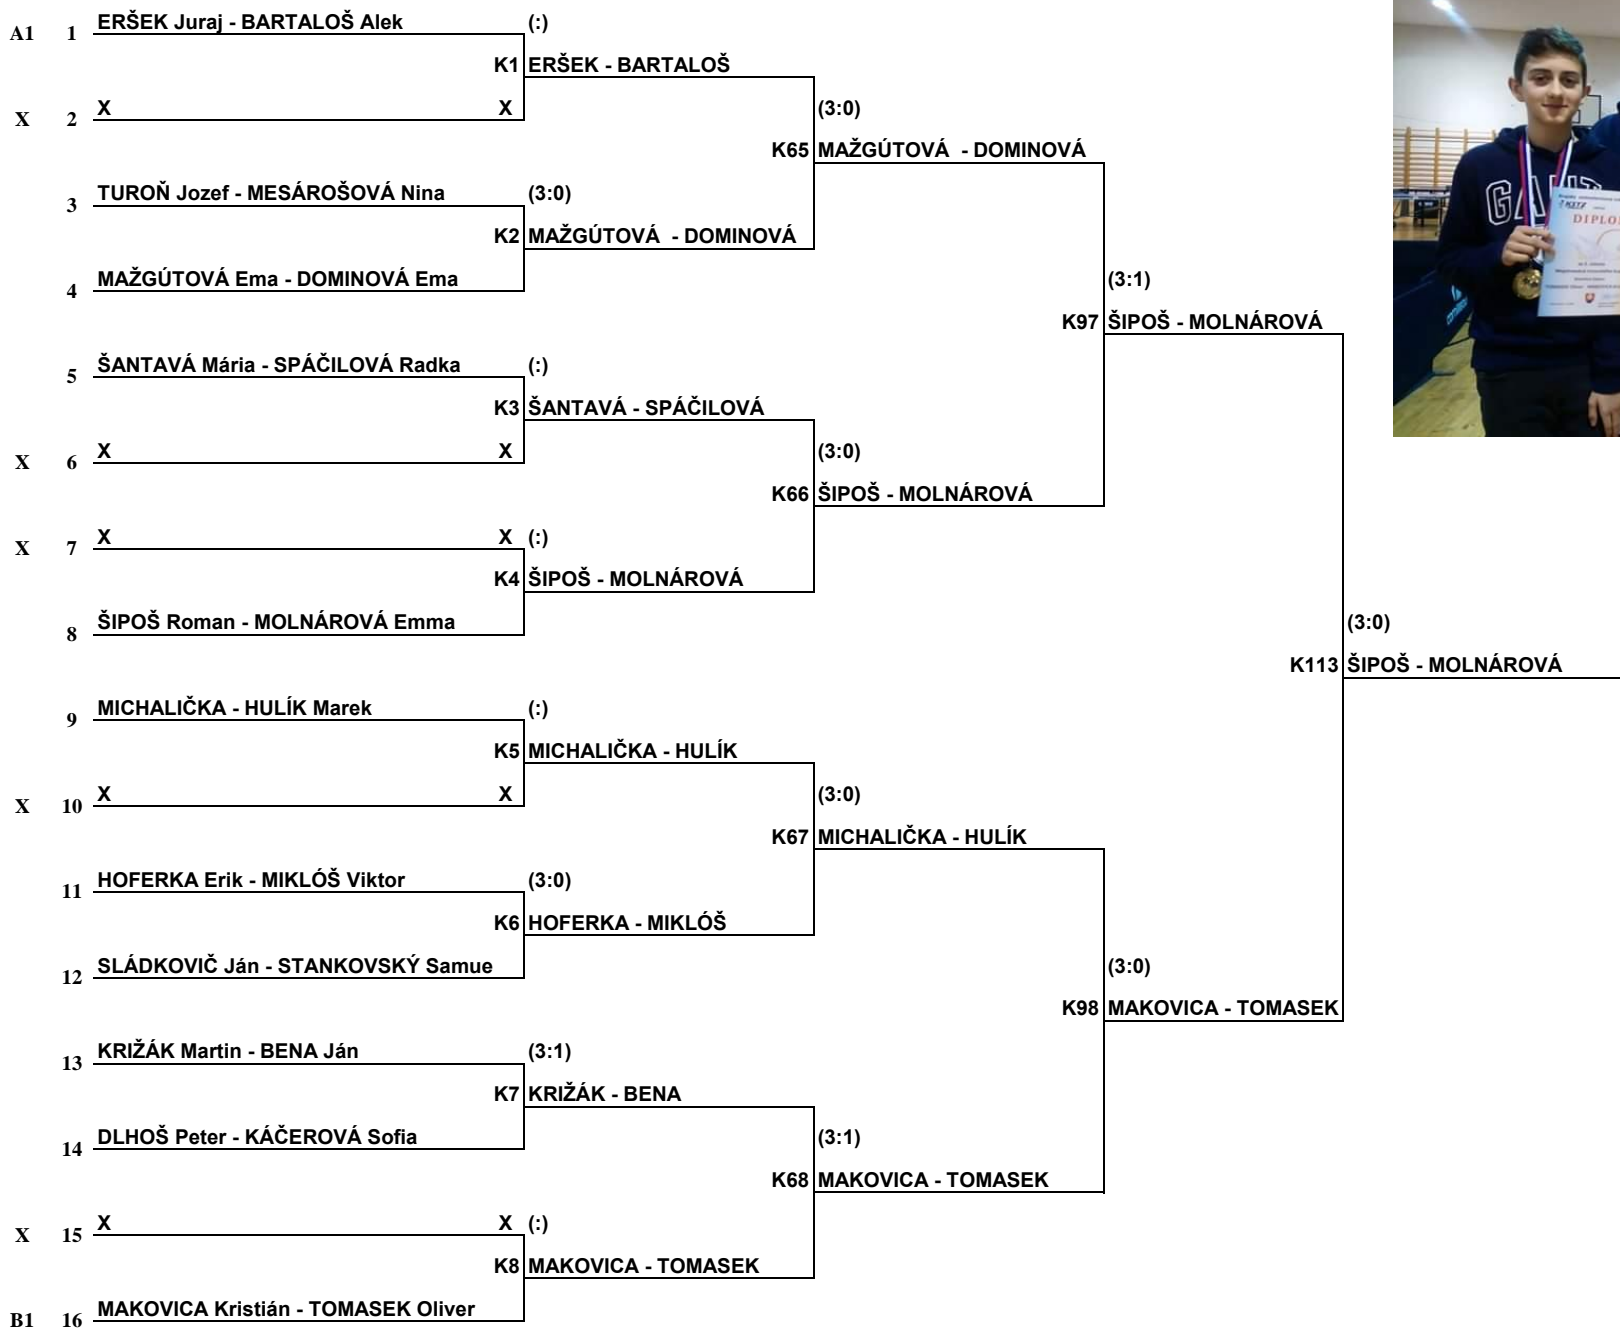 A1 1 ERŠEK Juraj - BARTALOŠ Alek (:)
K1 ERŠEK - BARTALOŠ
X 2 X X (3:0)
K65 MAŽGÚTOVÁ - DOMINOVÁ
3 TUROŇ Jozef - MESÁROŠOVÁ Nina (3:0)
K2 MAŽGÚTOVÁ - DOMINOVÁ
4 MAŽGÚTOVÁ Ema - DOMINOVÁ Ema (3:1)
K97 ŠIPOŠ - MOLNÁROVÁ
5 ŠANTAVÁ Mária - SPÁČILOVÁ Radka (:)
K3 ŠANTAVÁ - SPÁČILOVÁ
X 6 X X (3:0)
K66 ŠIPOŠ - MOLNÁROVÁ
X 7 X X (:)
K4 ŠIPOŠ - MOLNÁROVÁ
8 ŠIPOŠ Roman - MOLNÁROVÁ Emma (3:0)
K113 ŠIPOŠ - MOLNÁROVÁ
9 MICHALIČKA - HULÍK Marek (:)
K5 MICHALIČKA - HULÍK
X 10 X X (3:0)
K67 MICHALIČKA - HULÍK
11 HOFERKA Erik - MIKLÓŠ Viktor (3:0)
K6 HOFERKA - MIKLÓŠ
12 SLÁDKOVIČ Ján - STANKOVSKÝ Samue (3:0)
K98 MAKOVICA - TOMASEK
13 KRIŽÁK Martin - BENA Ján (3:1)
K7 KRIŽÁK - BENA
14 DLHOŠ Peter - KÁČEROVÁ Sofia (3:1)
K68 MAKOVICA - TOMASEK
X 15 X X (:)
K8 MAKOVICA - TOMASEK
B1 16 MAKOVICA Kristián - TOMASEK Oliver
DIPLO